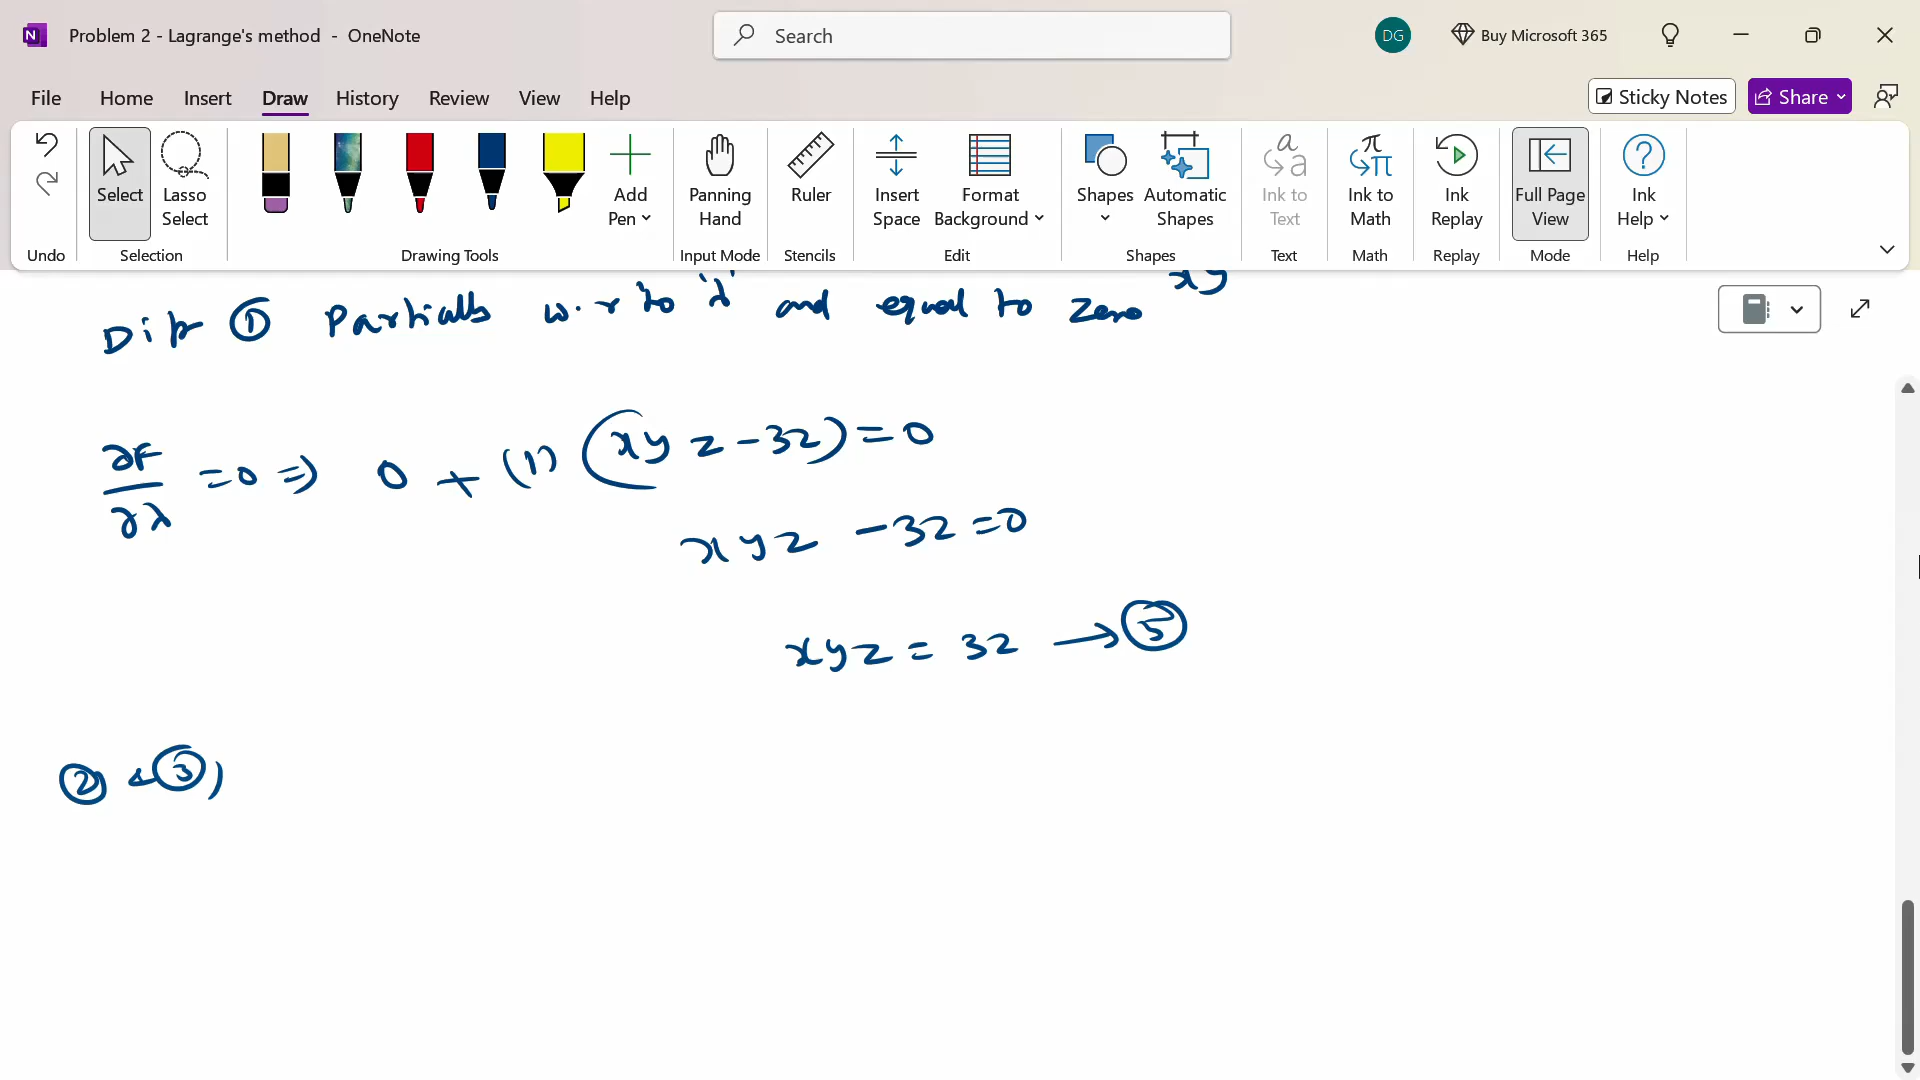 Problem 2 - Lagrange's method - OneNote
Search
DG
Buy Microsoft 365
File Home Insert Draw History Review View Help
Sticky Notes
Share
Select
Lasso Select
Add Pen
Panning Hand
Ruler
Insert Space
Format Background
Shapes
Automatic Shapes
Ink to Text
Ink to Math
Ink Replay
Full Page View
Ink Help
Undo Selection Drawing Tools Input Mode Stencils Edit Shapes Text Math Replay Mode Help
xy
Dif ① Partially w.r to 'λ' and equal to zero
∂F/∂λ = 0 ⇒ 0 + (1) (xyz - 32) = 0
xyz - 32 = 0
xyz = 32 → ⑤
② & ③,